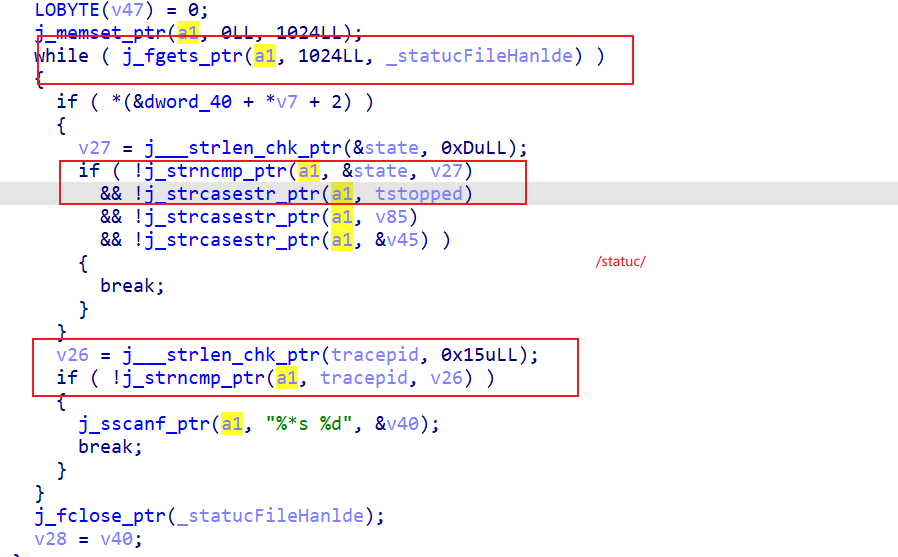 LOBYTE(v47) = 0;
j_memset_ptr(a1, 0LL, 1024LL);
while ( j_fgets_ptr(a1, 1024LL, _statucFileHanlde) )
{
if ( *(&dword_40 + *v7 + 2) )
{
v27 = j___strlen_chk_ptr(&state, 0xDuLL);
if ( !j_strncmp_ptr(a1, &state, v27)
&& !j_strcasestr_ptr(a1, tstopped)
&& !j_strcasestr_ptr(a1, v85)
&& !j_strcasestr_ptr(a1, &v45) )
{
/statuc/
break;
}
}
v26 = j___strlen_chk_ptr(tracepid, 0x15uLL);
if ( !j_strncmp_ptr(a1, tracepid, v26) )
{
j_sscanf_ptr(a1, "%*s %d", &v40);
break;
}
}
j_fclose_ptr(_statucFileHanlde);
v28 = v40;